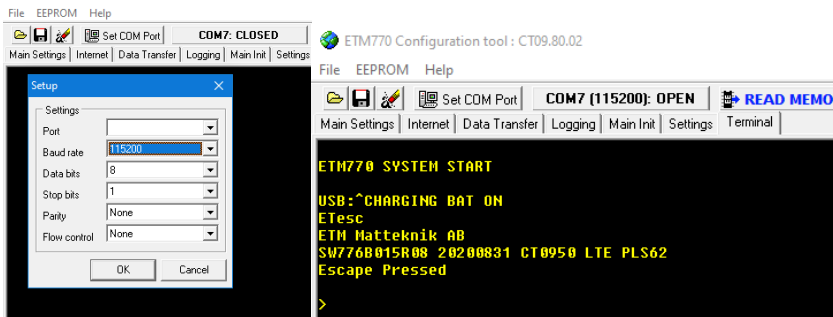 File EEPROM Help
Set COM Port COM7: CLOSED
Main Settings Internet Data Transfer Logging Main Init Settings
Setup
Settings
Port
Baud rate 115200
Data bits 8
Stop bits 1
Parity None
Flow control None
OK Cancel
ETM770 Configuration tool : CT09.80.02
File EEPROM Help
Set COM Port COM7 (115200): OPEN READ MEMO
Main Settings Internet Data Transfer Logging Main Init Settings Terminal
ETM770 SYSTEM START
USB:^CHARGING BAT ON
ETesc
ETM Matteknik AB
SW776B015R08 20200831 CT0950 LTE PLS62
Escape Pressed
>